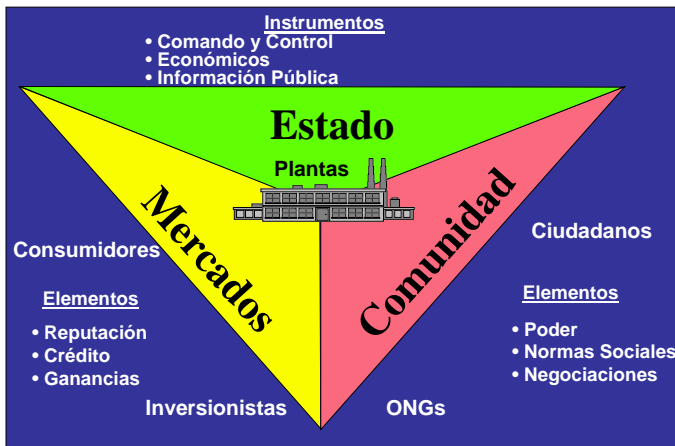 Instrumentos
• Comando y Control
• Económicos
• Información Pública
Estado
Plantas
Mercados
Comunidad
Consumidores
Elementos
• Reputación
• Crédito
• Ganancias
Inversionistas
Ciudadanos
Elementos
• Poder
• Normas Sociales
• Negociaciones
ONGs